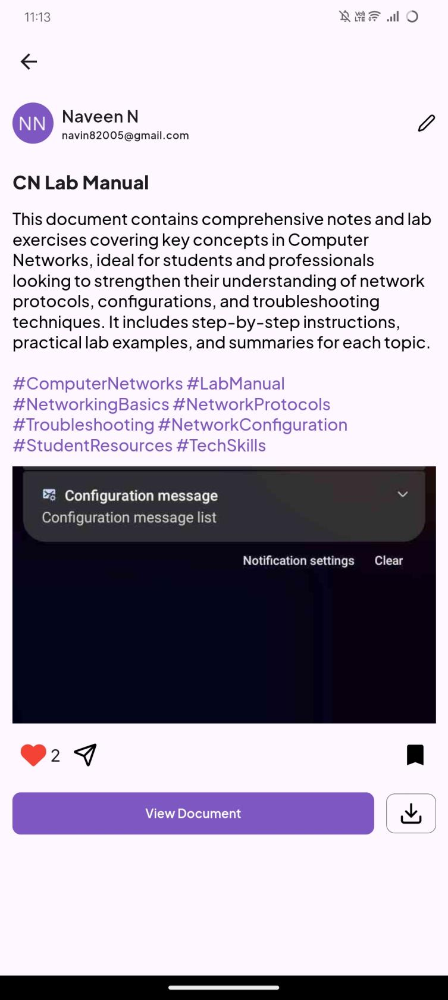 11:13
Vo) LTE
NN
Naveen N
navin82005@gmail.com
CN Lab Manual
This document contains comprehensive notes and lab
exercises covering key concepts in Computer
Networks, ideal for students and professionals
looking to strengthen their understanding of network
protocols, configurations, and troubleshooting
techniques. It includes step-by-step instructions,
practical lab examples, and summaries for each topic.
#ComputerNetworks #LabManual
#NetworkingBasics #NetworkProtocols
#Troubleshooting #NetworkConfiguration
#StudentResources #TechSkills
Configuration message
Configuration message list
Notification settings Clear
2
View Document